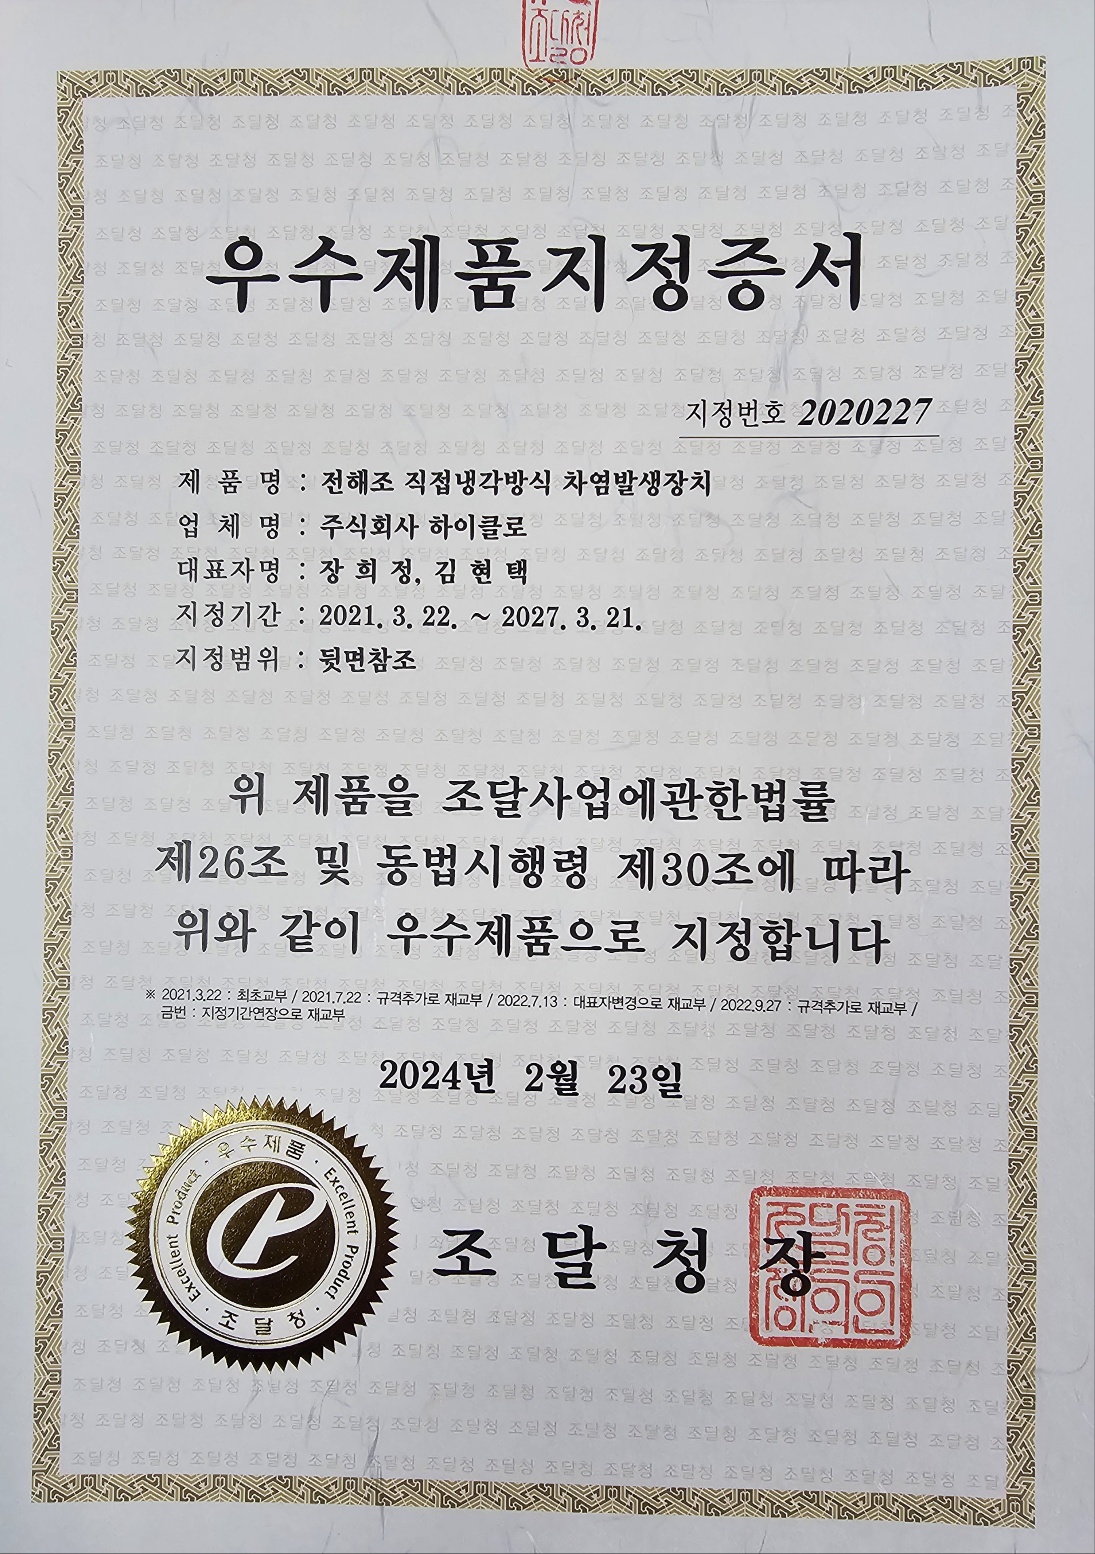 우수제품지정증서
지정번호 2020227
제 품 명 : 전해조 직접냉각방식 차염발생장치
업 체 명 : 주식회사 하이클로
대표자명 : 장 희 정, 김 현 택
지정기간 : 2021. 3. 22. ~ 2027. 3. 21.
지정범위 : 뒷면참조
위 제품을 조달사업에관한법률
제26조 및 동법시행령 제30조에 따라
위와 같이 우수제품으로 지정합니다
※ 2021.3.22 : 최초교부 / 2021.7.22 : 규격추가로 재교부 / 2022.7.13 : 대표자변경으로 재교부 / 2022.9.27 : 규격추가로 재교부 /
금번 : 지정기간연장으로 재교부
2024년 2월 23일
· 우수제품 · Excellent Product · 조달청 · Excellent Product
조 달 청 장